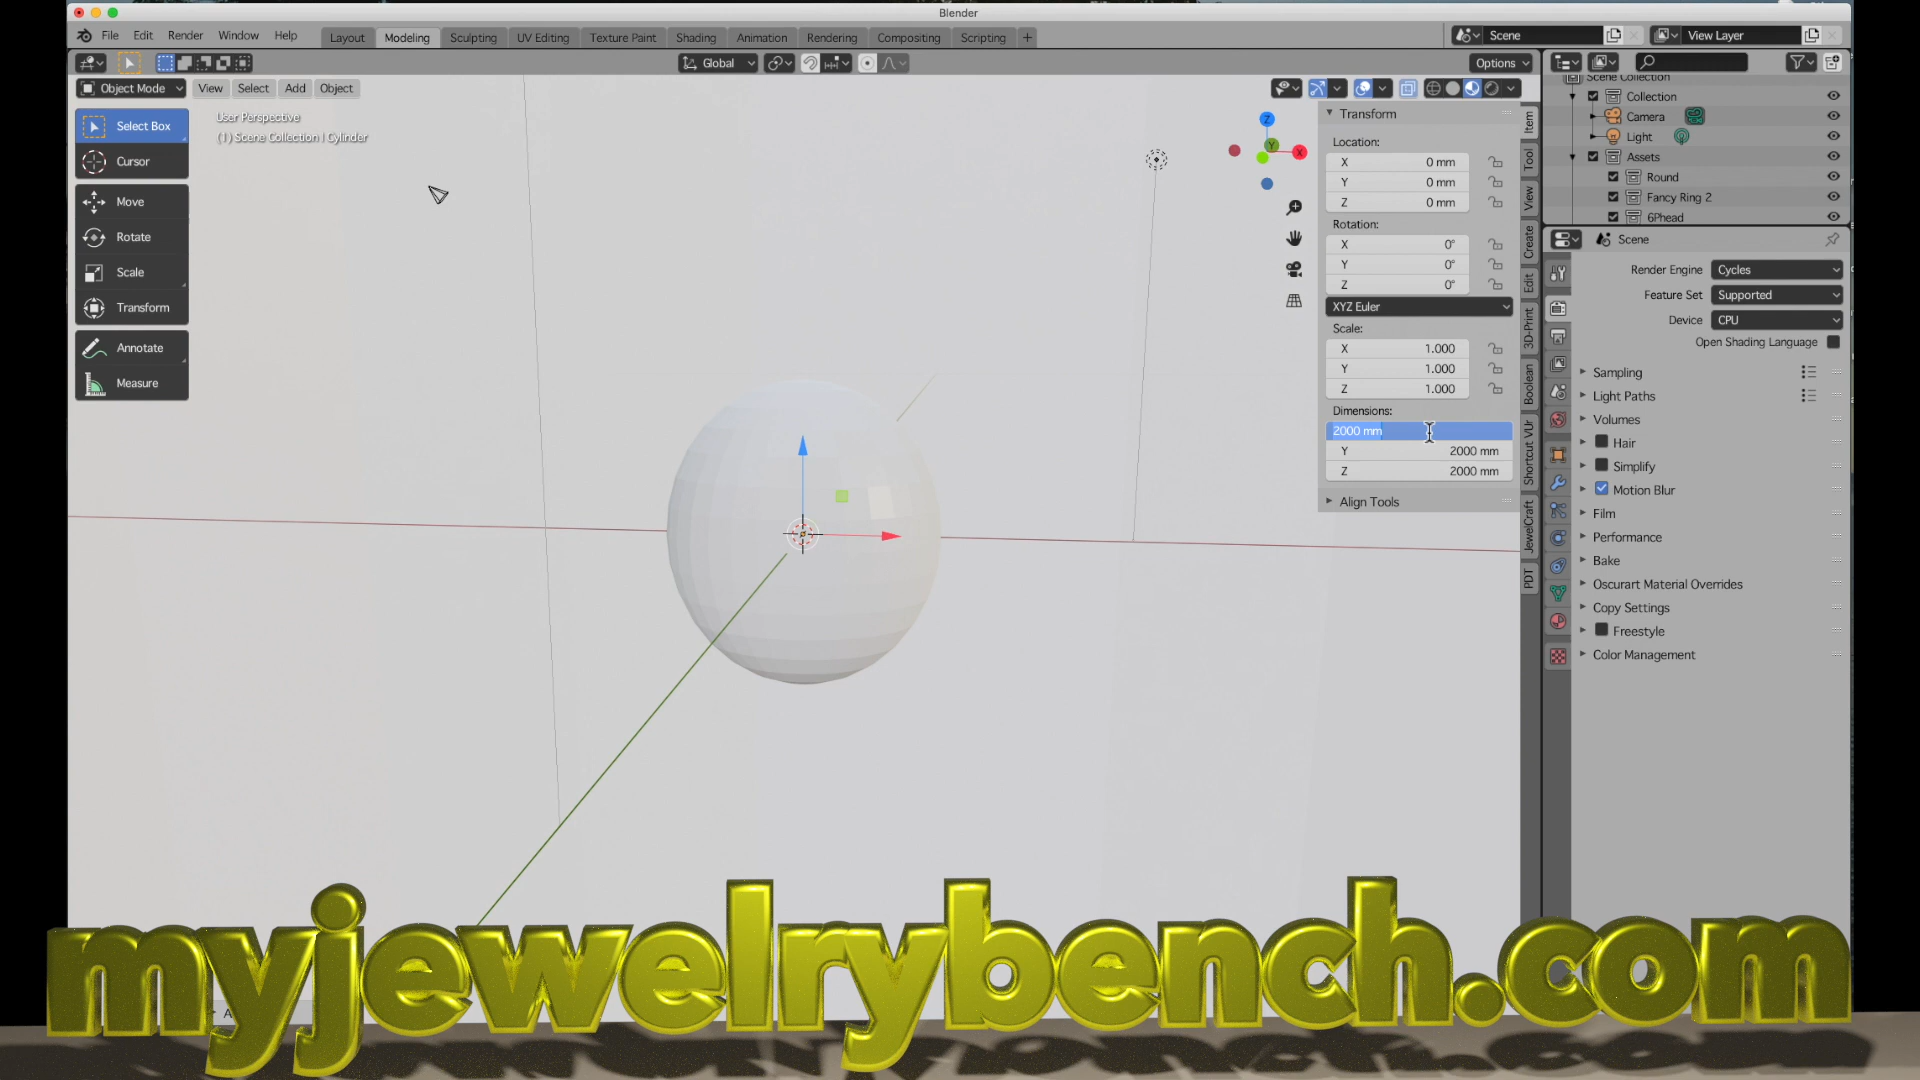 Blender
File Edit Render Window Help
Layout Modeling Sculpting UV Editing Texture Paint Shading Animation Rendering Compositing Scripting +
Scene
View Layer
Global
Options
Object Mode View Select Add Object
Select Box
Cursor
Move
Rotate
Scale
Transform
Annotate
Measure
User Perspective
(1) Scene Collection | Cylinder
Z
Y
X
Transform
Location:
X 0 mm
Y 0 mm
Z 0 mm
Rotation:
X 0°
Y 0°
Z 0°
XYZ Euler
Scale:
X 1.000
Y 1.000
Z 1.000
Dimensions:
2000 mm
Y 2000 mm
Z 2000 mm
Align Tools
Item
Tool
View
Create
Edit
3D-Print
Boolean
Shortcut VUr
JewelCraft
PDT
Scene Collection
Collection
Camera
Light
Assets
Round
Fancy Ring 2
6Phead
Scene
Render Engine Cycles
Feature Set Supported
Device CPU
Open Shading Language
Sampling
Light Paths
Volumes
Hair
Simplify
Motion Blur
Film
Performance
Bake
Oscurart Material Overrides
Copy Settings
Freestyle
Color Management
myjewelrybench.com